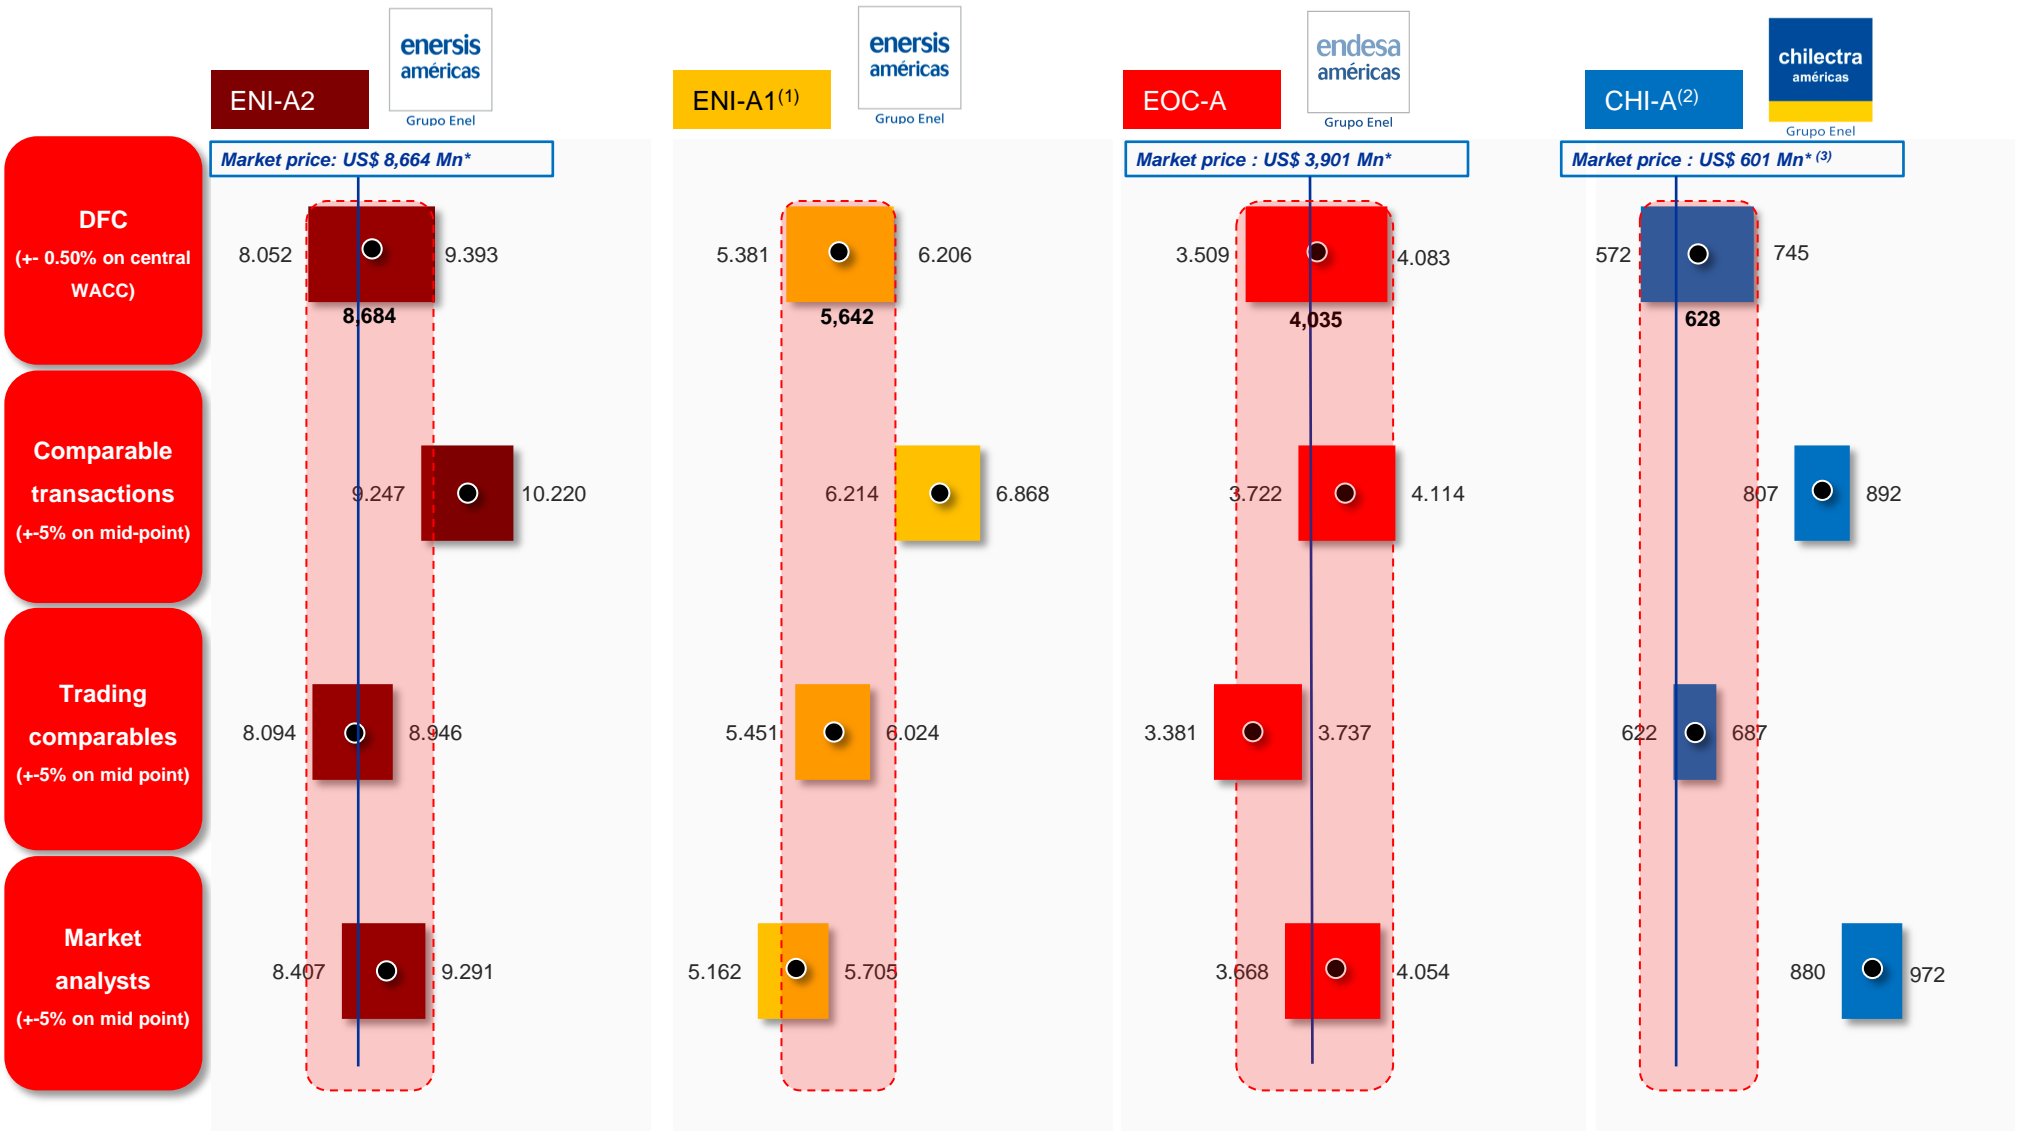 enersis
américas
Grupo Enel
enersis
américas
Grupo Enel
endesa
américas
Grupo Enel
chilectra
américas
Grupo Enel
ENI-A2
ENI-A1(1)
EOC-A
CHI-A(2)
Market price: US$ 8,664 Mn*
Market price : US$ 3,901 Mn*
Market price : US$ 601 Mn* (3)
DFC
(+- 0.50% on central
WACC)
8.052
9.393
8,684
5.381
6.206
5,642
3.509
4.083
4,035
572
745
628
Comparable
transactions
(+-5% on mid-point)
9.247
10.220
6.214
6.868
3.722
4.114
807
892
Trading
comparables
(+-5% on mid point)
8.094
8.946
5.451
6.024
3.381
3.737
622
687
Market
analysts
(+-5% on mid point)
8.407
9.291
5.162
5.705
3.668
4.054
880
972